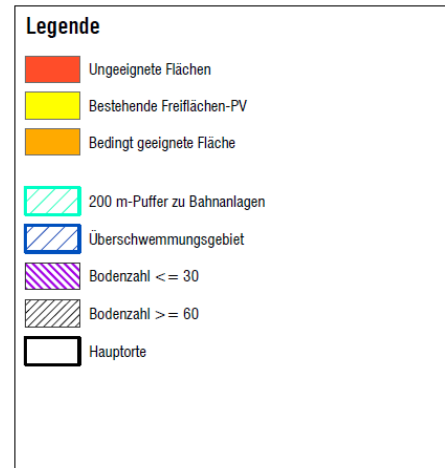 Legende
Ungeeignete Flächen
Bestehende Freiflächen-PV
Bedingt geeignete Fläche
200 m-Puffer zu Bahnanlagen
Überschwemmungsgebiet
Bodenzahl <= 30
Bodenzahl >= 60
Hauptorte